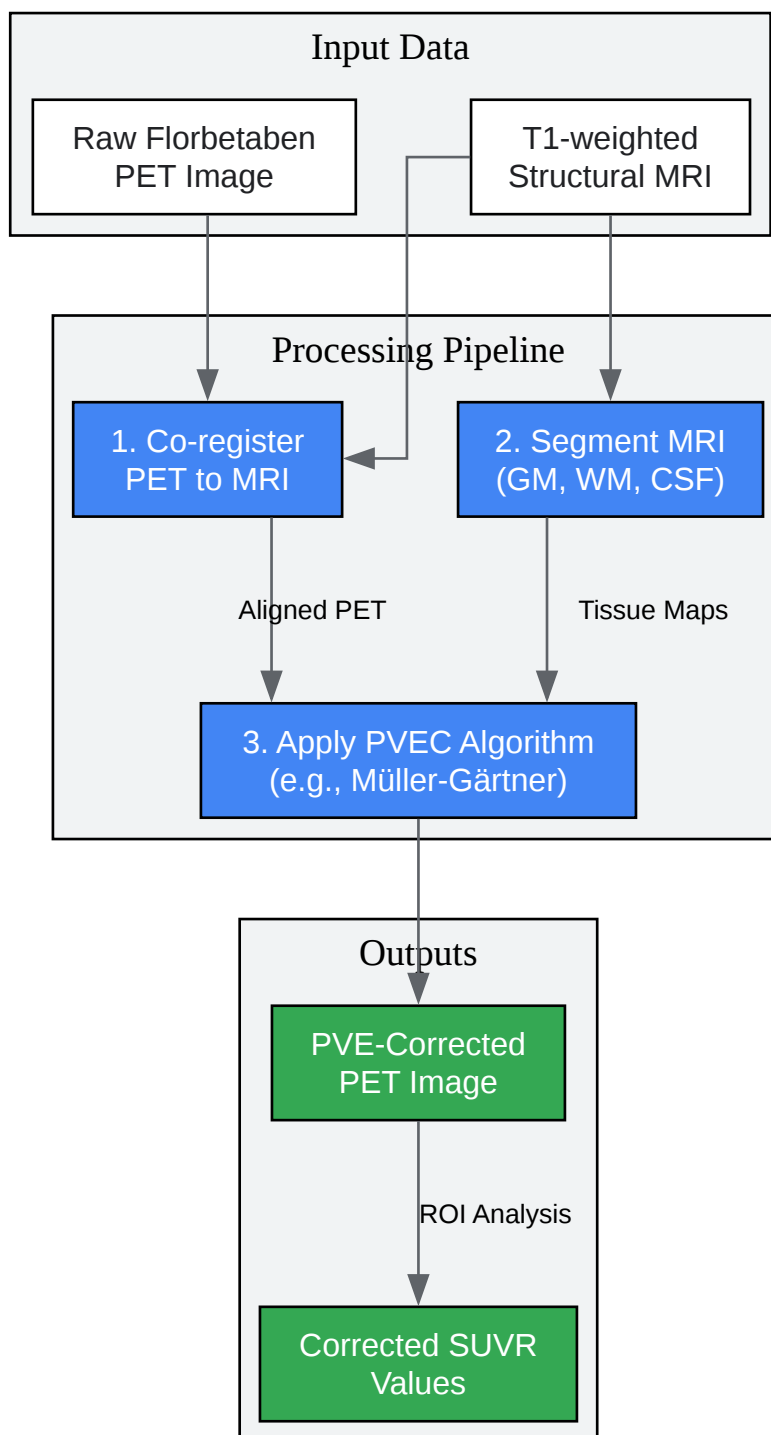 Input Data
Raw Florbetaben
PET Image
T1-weighted
Structural MRI
Processing Pipeline
1. Co-register
PET to MRI
2. Segment MRI
(GM, WM, CSF)
Aligned PET
Tissue Maps
3. Apply PVEC Algorithm
(e.g., Müller-Gärtner)
Outputs
PVE-Corrected
PET Image
ROI Analysis
Corrected SUVR
Values